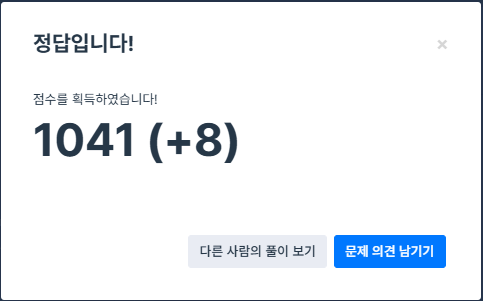 정답입니다!
×
점수를 획득하였습니다!
1041 (+8)
다른 사람의 풀이 보기
문제 의견 남기기